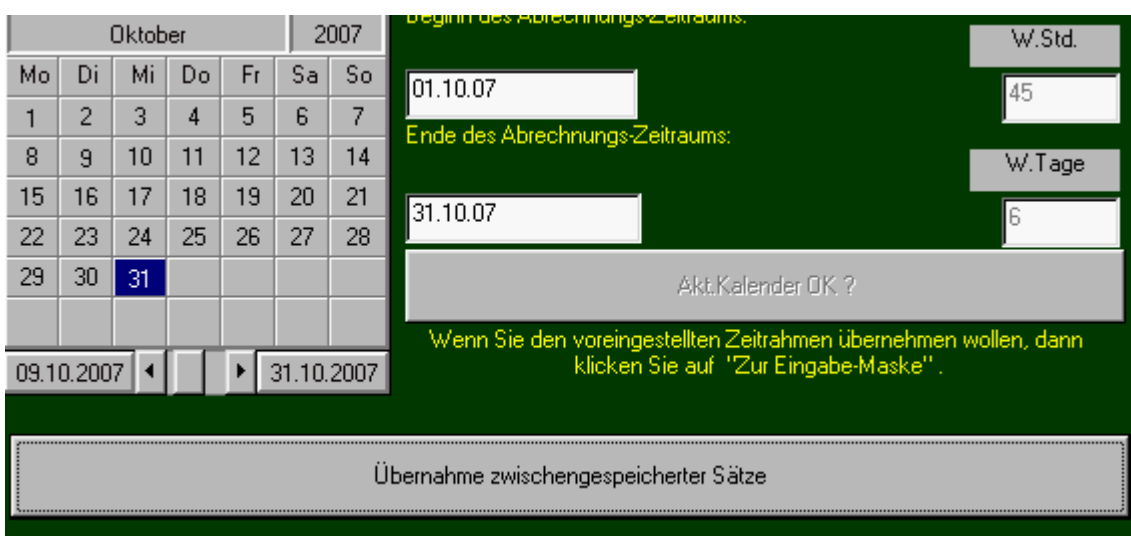 Oktober 2007
Mo Di Mi Do Fr Sa So
1 2 3 4 5 6 7
8 9 10 11 12 13 14
15 16 17 18 19 20 21
22 23 24 25 26 27 28
29 30 31
09.10.2007 31.10.2007
Beginn des Abrechnungs-Zeitraums:
01.10.07
Ende des Abrechnungs-Zeitraums:
31.10.07
W.Std.
45
W.Tage
6
Akt.Kalender OK ?
Wenn Sie den voreingestellten Zeitrahmen übernehmen wollen, dann
klicken Sie auf "Zur Eingabe-Maske" .
Übernahme zwischengespeicherter Sätze